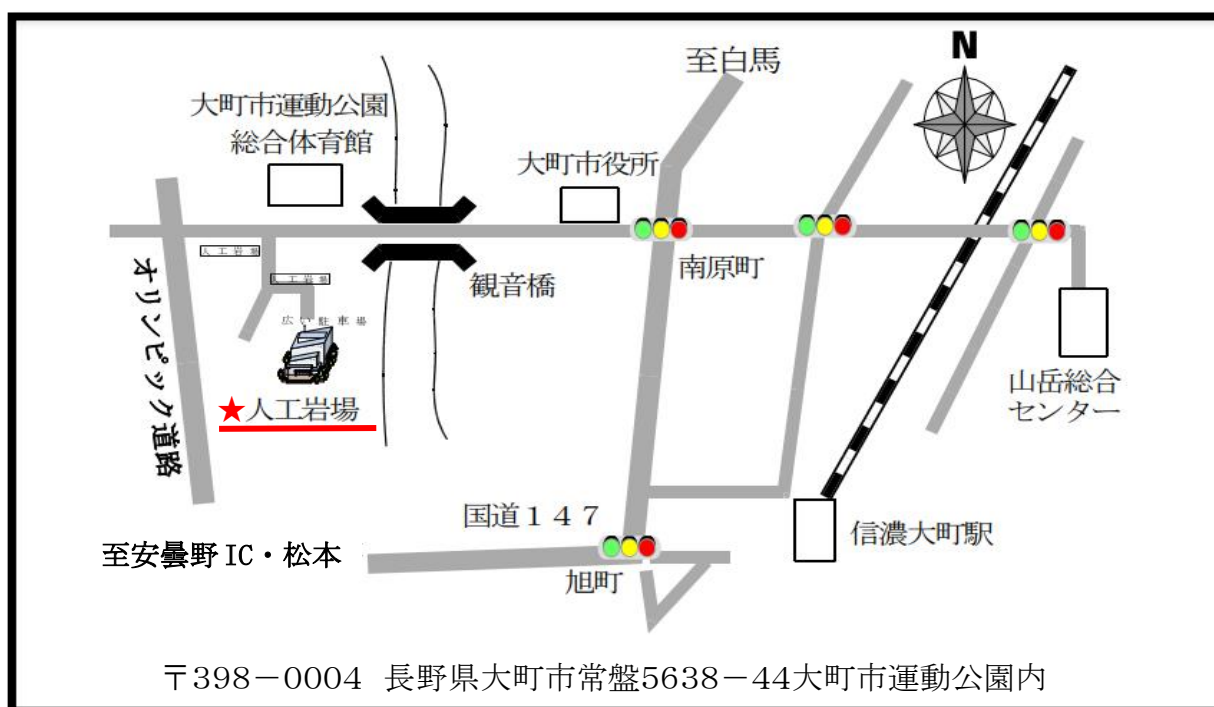 N
至白馬
大町市運動公園
総合体育館
大町市役所
人工岩場
人工岩場
南原町
観音橋
オリンピック道路
広い駐車場
★人工岩場
山岳総合
センター
国道１４７
信濃大町駅
至安曇野IC・松本
旭町
〒398－0004 長野県大町市常盤5638－44大町市運動公園内